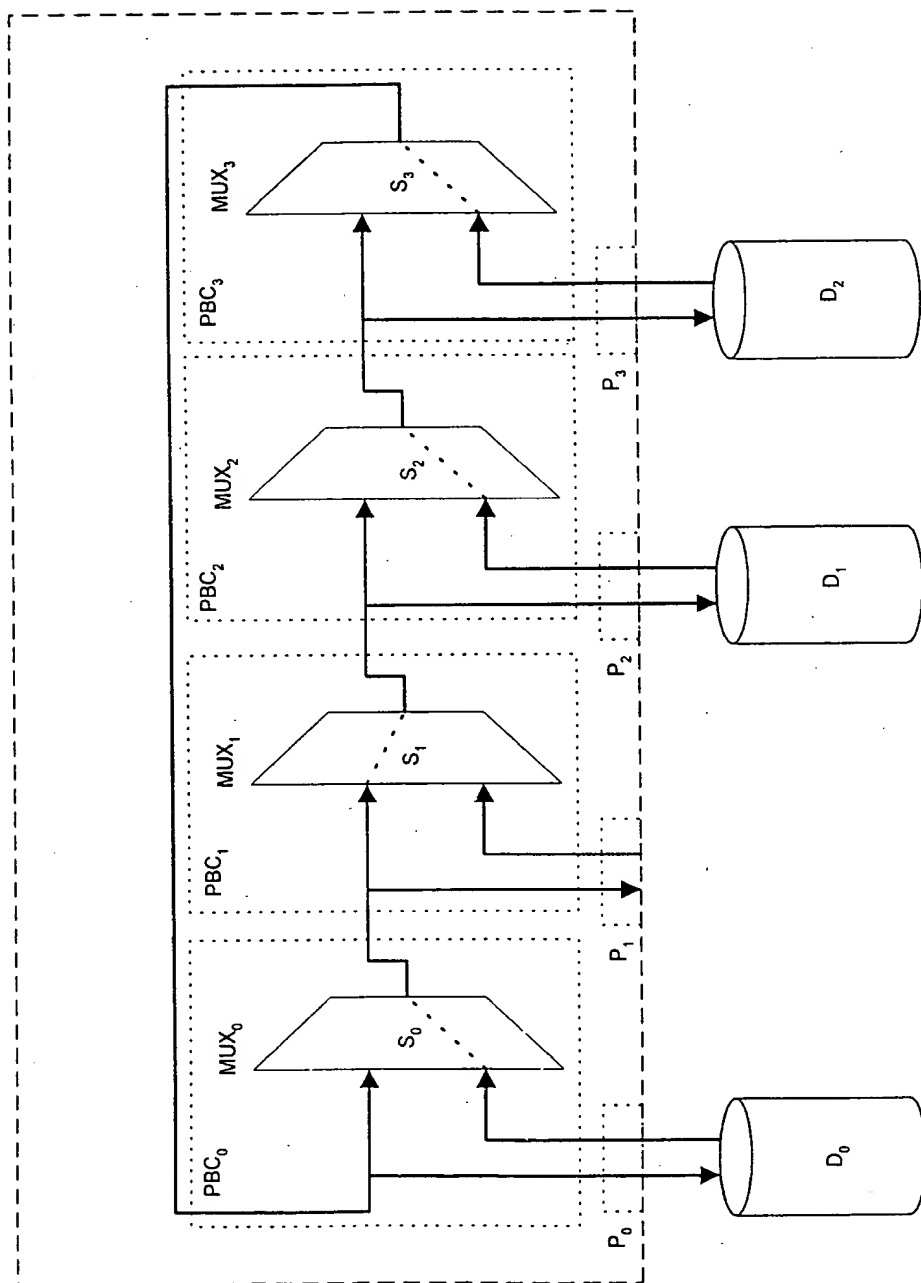 MUX₀
MUX₁
MUX₂
MUX₃
S₀
S₁
S₂
S₃
PBC₀
PBC₁
PBC₂
PBC₃
P₀
P₁
P₂
P₃
D₀
D₁
D₂